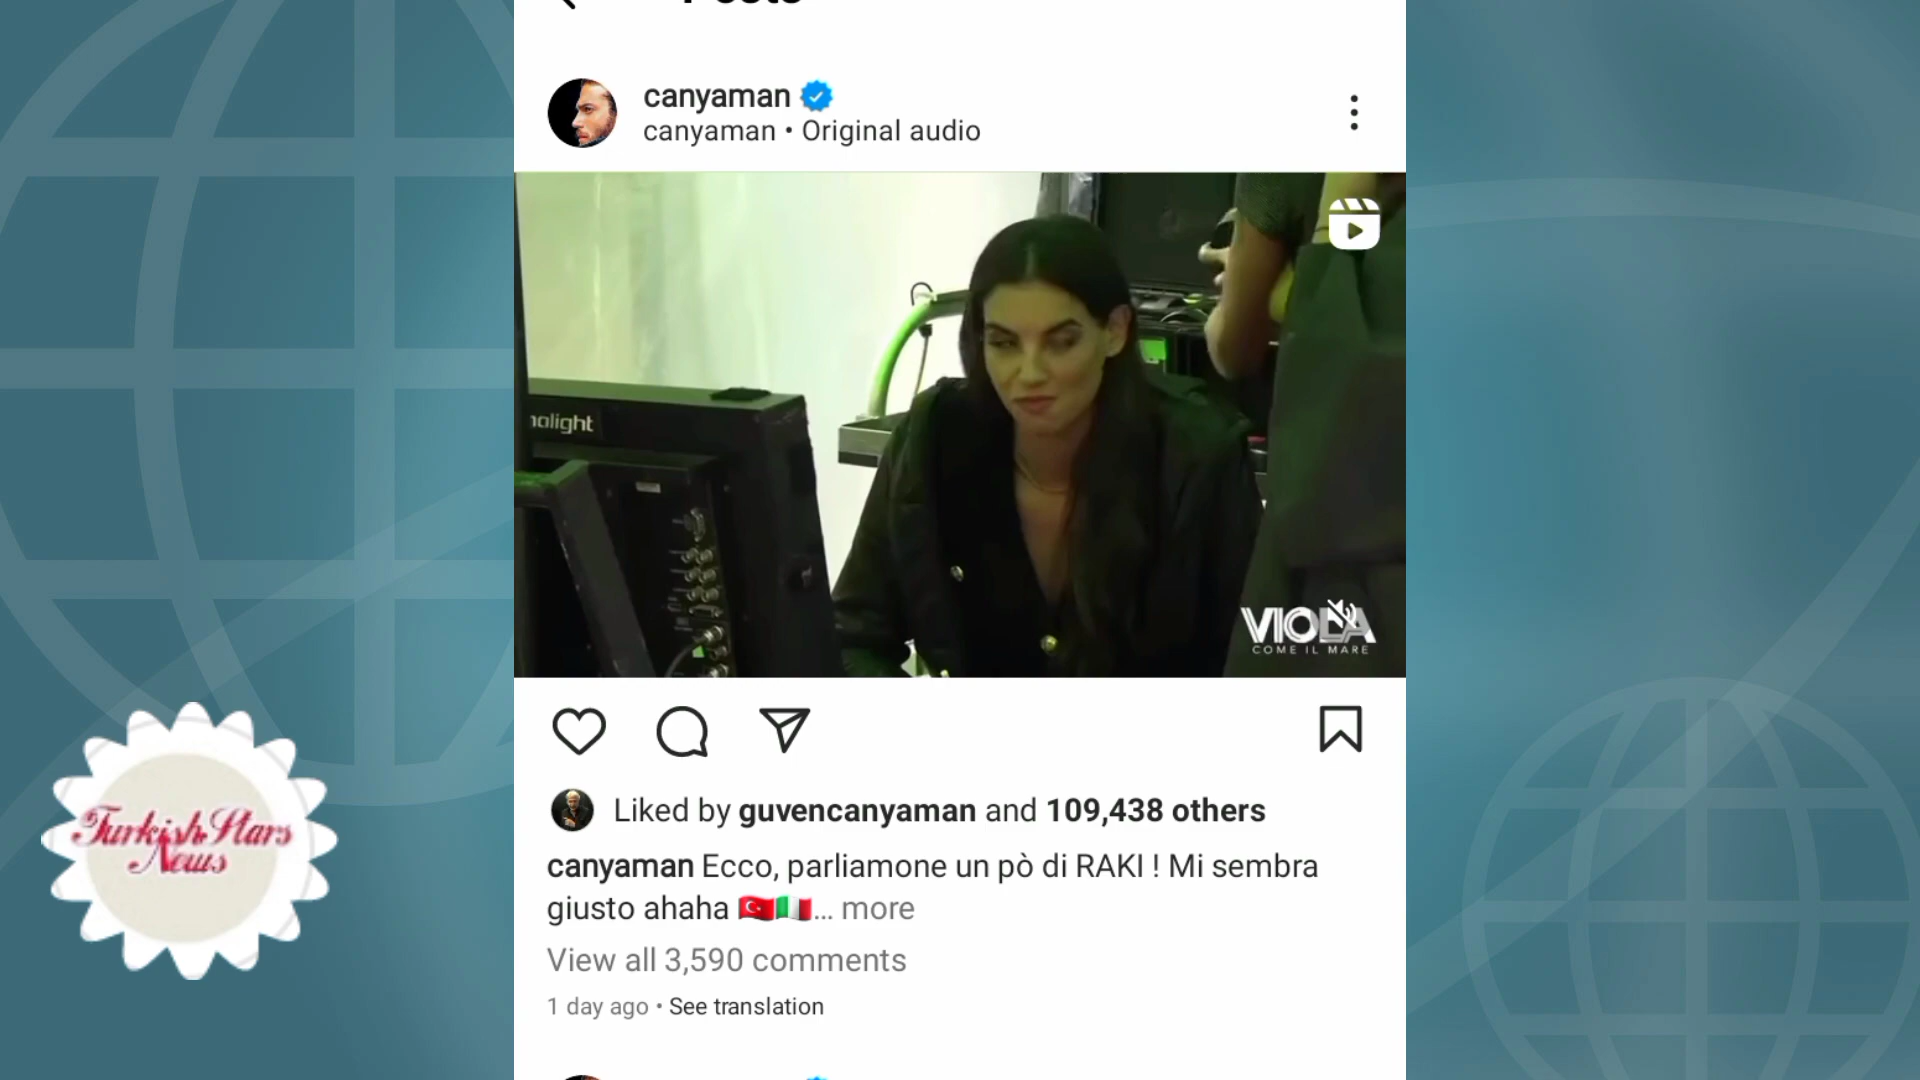 canyaman
canyaman • Original audio
VIOLA
COME IL MARE
Liked by guvencanyaman and 109,438 others
canyaman Ecco, parliamone un pò di RAKI ! Mi sembra
giusto ahaha 🇹🇷🇮🇹... more
View all 3,590 comments
1 day ago • See translation
Turkish Stars
News